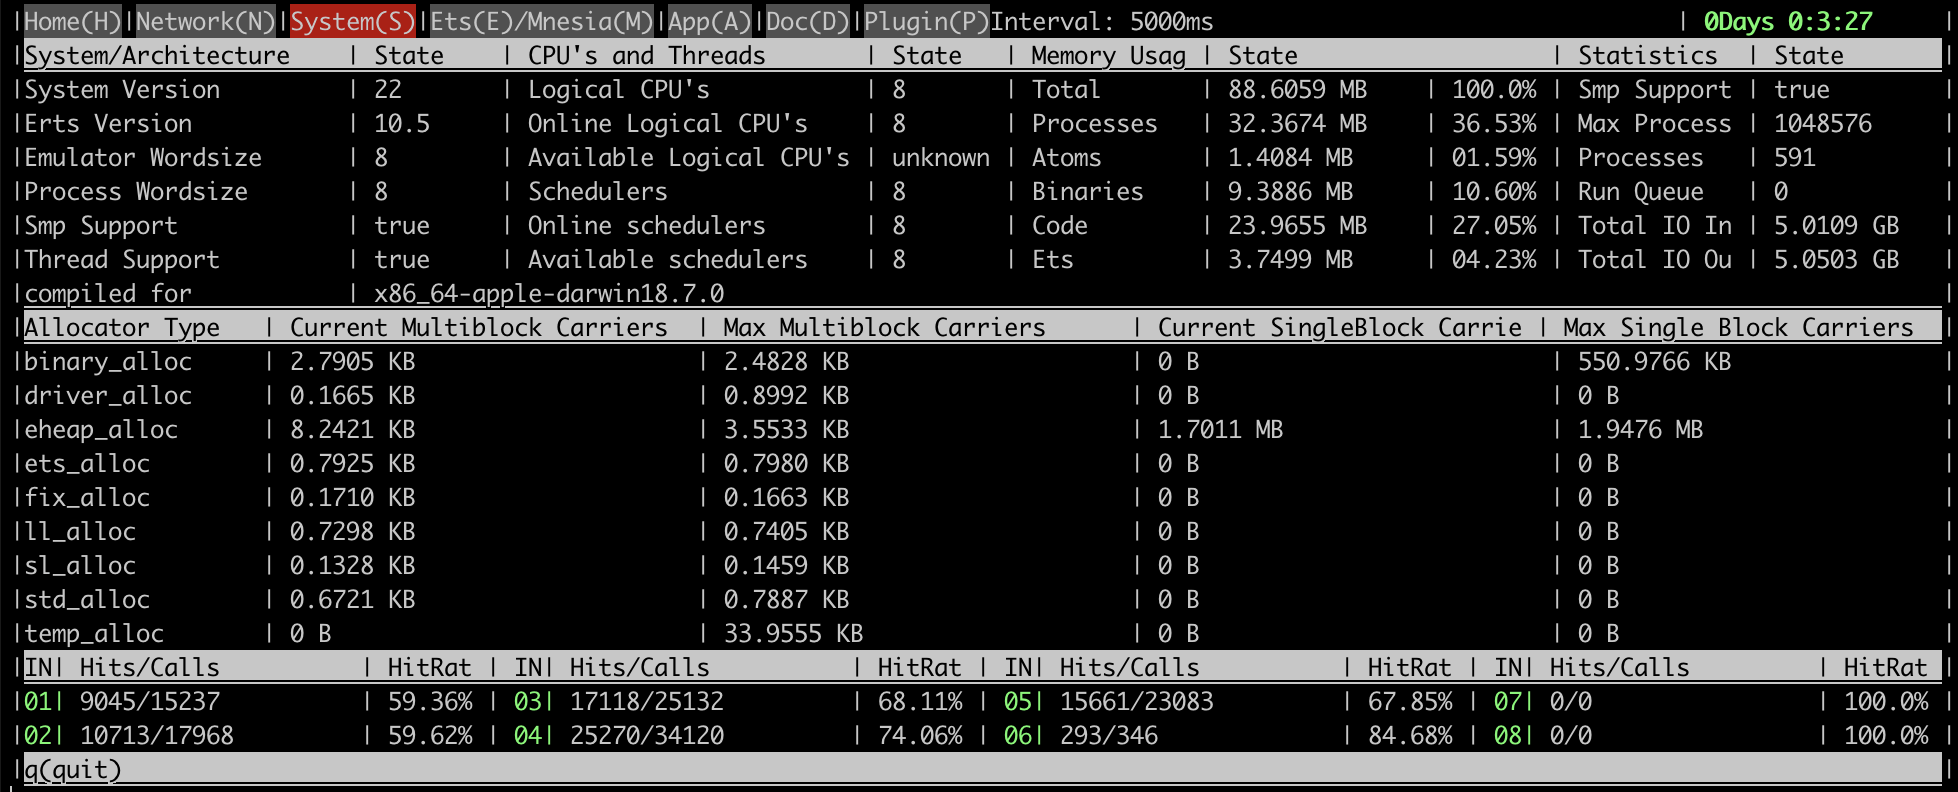 |Home(H)|Network(N)|System(S)|Ets(E)/Mnesia(M)|App(A)|Doc(D)|Plugin(P)Interval: 5000ms | 0Days 0:3:27 |
|System/Architecture | State | CPU's and Threads | State | Memory Usag | State | Statistics | State |
|System Version | 22 | Logical CPU's | 8 | Total | 88.6059 MB | 100.0% | Smp Support | true |
|Erts Version | 10.5 | Online Logical CPU's | 8 | Processes | 32.3674 MB | 36.53% | Max Process | 1048576 |
|Emulator Wordsize | 8 | Available Logical CPU's | unknown | Atoms | 1.4084 MB | 01.59% | Processes | 591 |
|Process Wordsize | 8 | Schedulers | 8 | Binaries | 9.3886 MB | 10.60% | Run Queue | 0 |
|Smp Support | true | Online schedulers | 8 | Code | 23.9655 MB | 27.05% | Total IO In | 5.0109 GB |
|Thread Support | true | Available schedulers | 8 | Ets | 3.7499 MB | 04.23% | Total IO Ou | 5.0503 GB |
|compiled for | x86_64-apple-darwin18.7.0 |
|Allocator Type | Current Multiblock Carriers | Max Multiblock Carriers | Current SingleBlock Carrie | Max Single Block Carriers |
|binary_alloc | 2.7905 KB | 2.4828 KB | 0 B | 550.9766 KB |
|driver_alloc | 0.1665 KB | 0.8992 KB | 0 B | 0 B |
|eheap_alloc | 8.2421 KB | 3.5533 KB | 1.7011 MB | 1.9476 MB |
|ets_alloc | 0.7925 KB | 0.7980 KB | 0 B | 0 B |
|fix_alloc | 0.1710 KB | 0.1663 KB | 0 B | 0 B |
|ll_alloc | 0.7298 KB | 0.7405 KB | 0 B | 0 B |
|sl_alloc | 0.1328 KB | 0.1459 KB | 0 B | 0 B |
|std_alloc | 0.6721 KB | 0.7887 KB | 0 B | 0 B |
|temp_alloc | 0 B | 33.9555 KB | 0 B | 0 B |
|IN| Hits/Calls | HitRat | IN| Hits/Calls | HitRat | IN| Hits/Calls | HitRat | IN| Hits/Calls | HitRat |
|01| 9045/15237 | 59.36% | 03| 17118/25132 | 68.11% | 05| 15661/23083 | 67.85% | 07| 0/0 | 100.0% |
|02| 10713/17968 | 59.62% | 04| 25270/34120 | 74.06% | 06| 293/346 | 84.68% | 08| 0/0 | 100.0% |
|q(quit) |